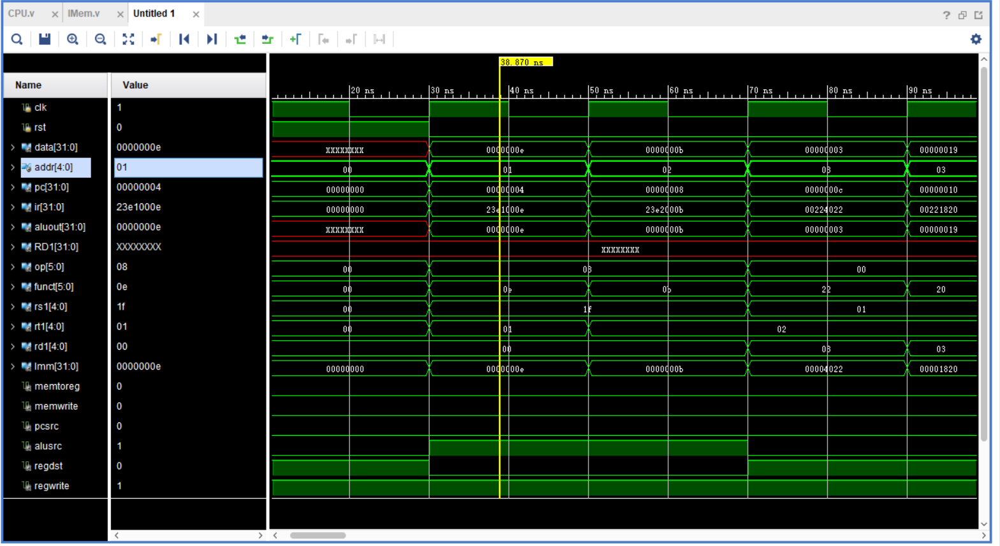 CPU.v × IMem.v × Untitled 1 × ?
38.870 ns
Name Value
20 ns 30 ns 40 ns 50 ns 60 ns 70 ns 80 ns 90 ns
clk 1
rst 0
data[31:0] 0000000e XXXXXXXX 0000000e 0000000b 00000003 00000019
addr[4:0] 01 00 01 02 08 03
pc[31:0] 00000004 00000000 00000004 00000008 0000000c 00000010
ir[31:0] 23e1000e 00000000 23e1000e 23e2000b 00224022 00221820
aluout[31:0] 0000000e XXXXXXXX 0000000e 0000000b 00000003 00000019
RD1[31:0] XXXXXXXX XXXXXXXX
op[5:0] 08 00 08 00
funct[5:0] 0e 00 0e 0b 22 20
rs1[4:0] 1f 00 1f 01
rt1[4:0] 01 00 01 02
rd1[4:0] 00 00 08 03
Imm[31:0] 0000000e 00000000 0000000e 0000000b 00004022 00001820
memtoreg 0
memwrite 0
pcsrc 0
alusrc 1
regdst 0
regwrite 1